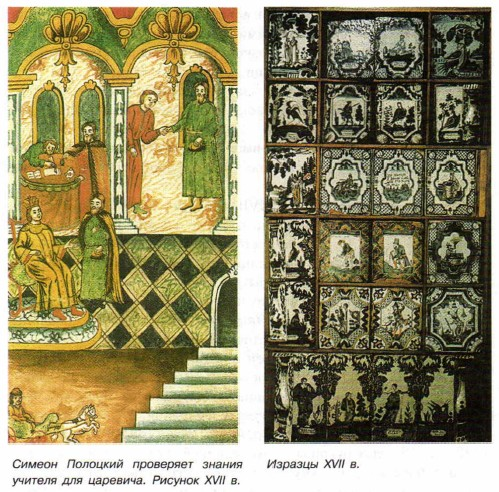 Симеон Полоцкий проверяет знания
учителя для царевича. Рисунок XVII в.
Изразцы XVII в.